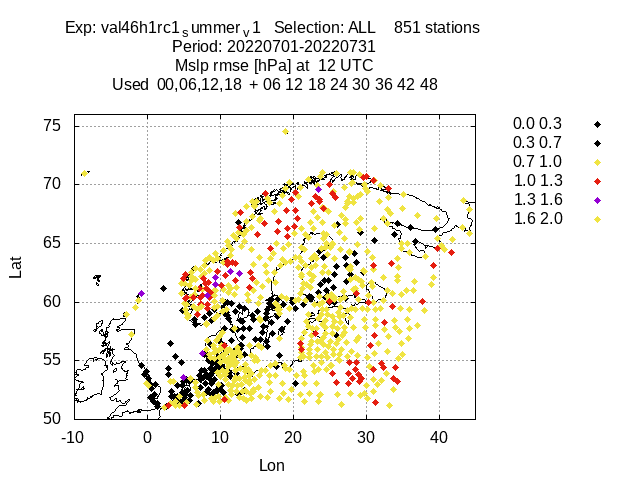 Exp: val46h1rc1ₛummerᵥ1 Selection: ALL 851 stations
Period: 20220701-20220731
Mslp rmse [hPa] at 12 UTC
Used 00,06,12,18 + 06 12 18 24 30 36 42 48
0.0 0.3
0.3 0.7
0.7 1.0
1.0 1.3
1.3 1.6
1.6 2.0
75
70
65
60
55
50
Lat
-10 0 10 20 30 40
Lon